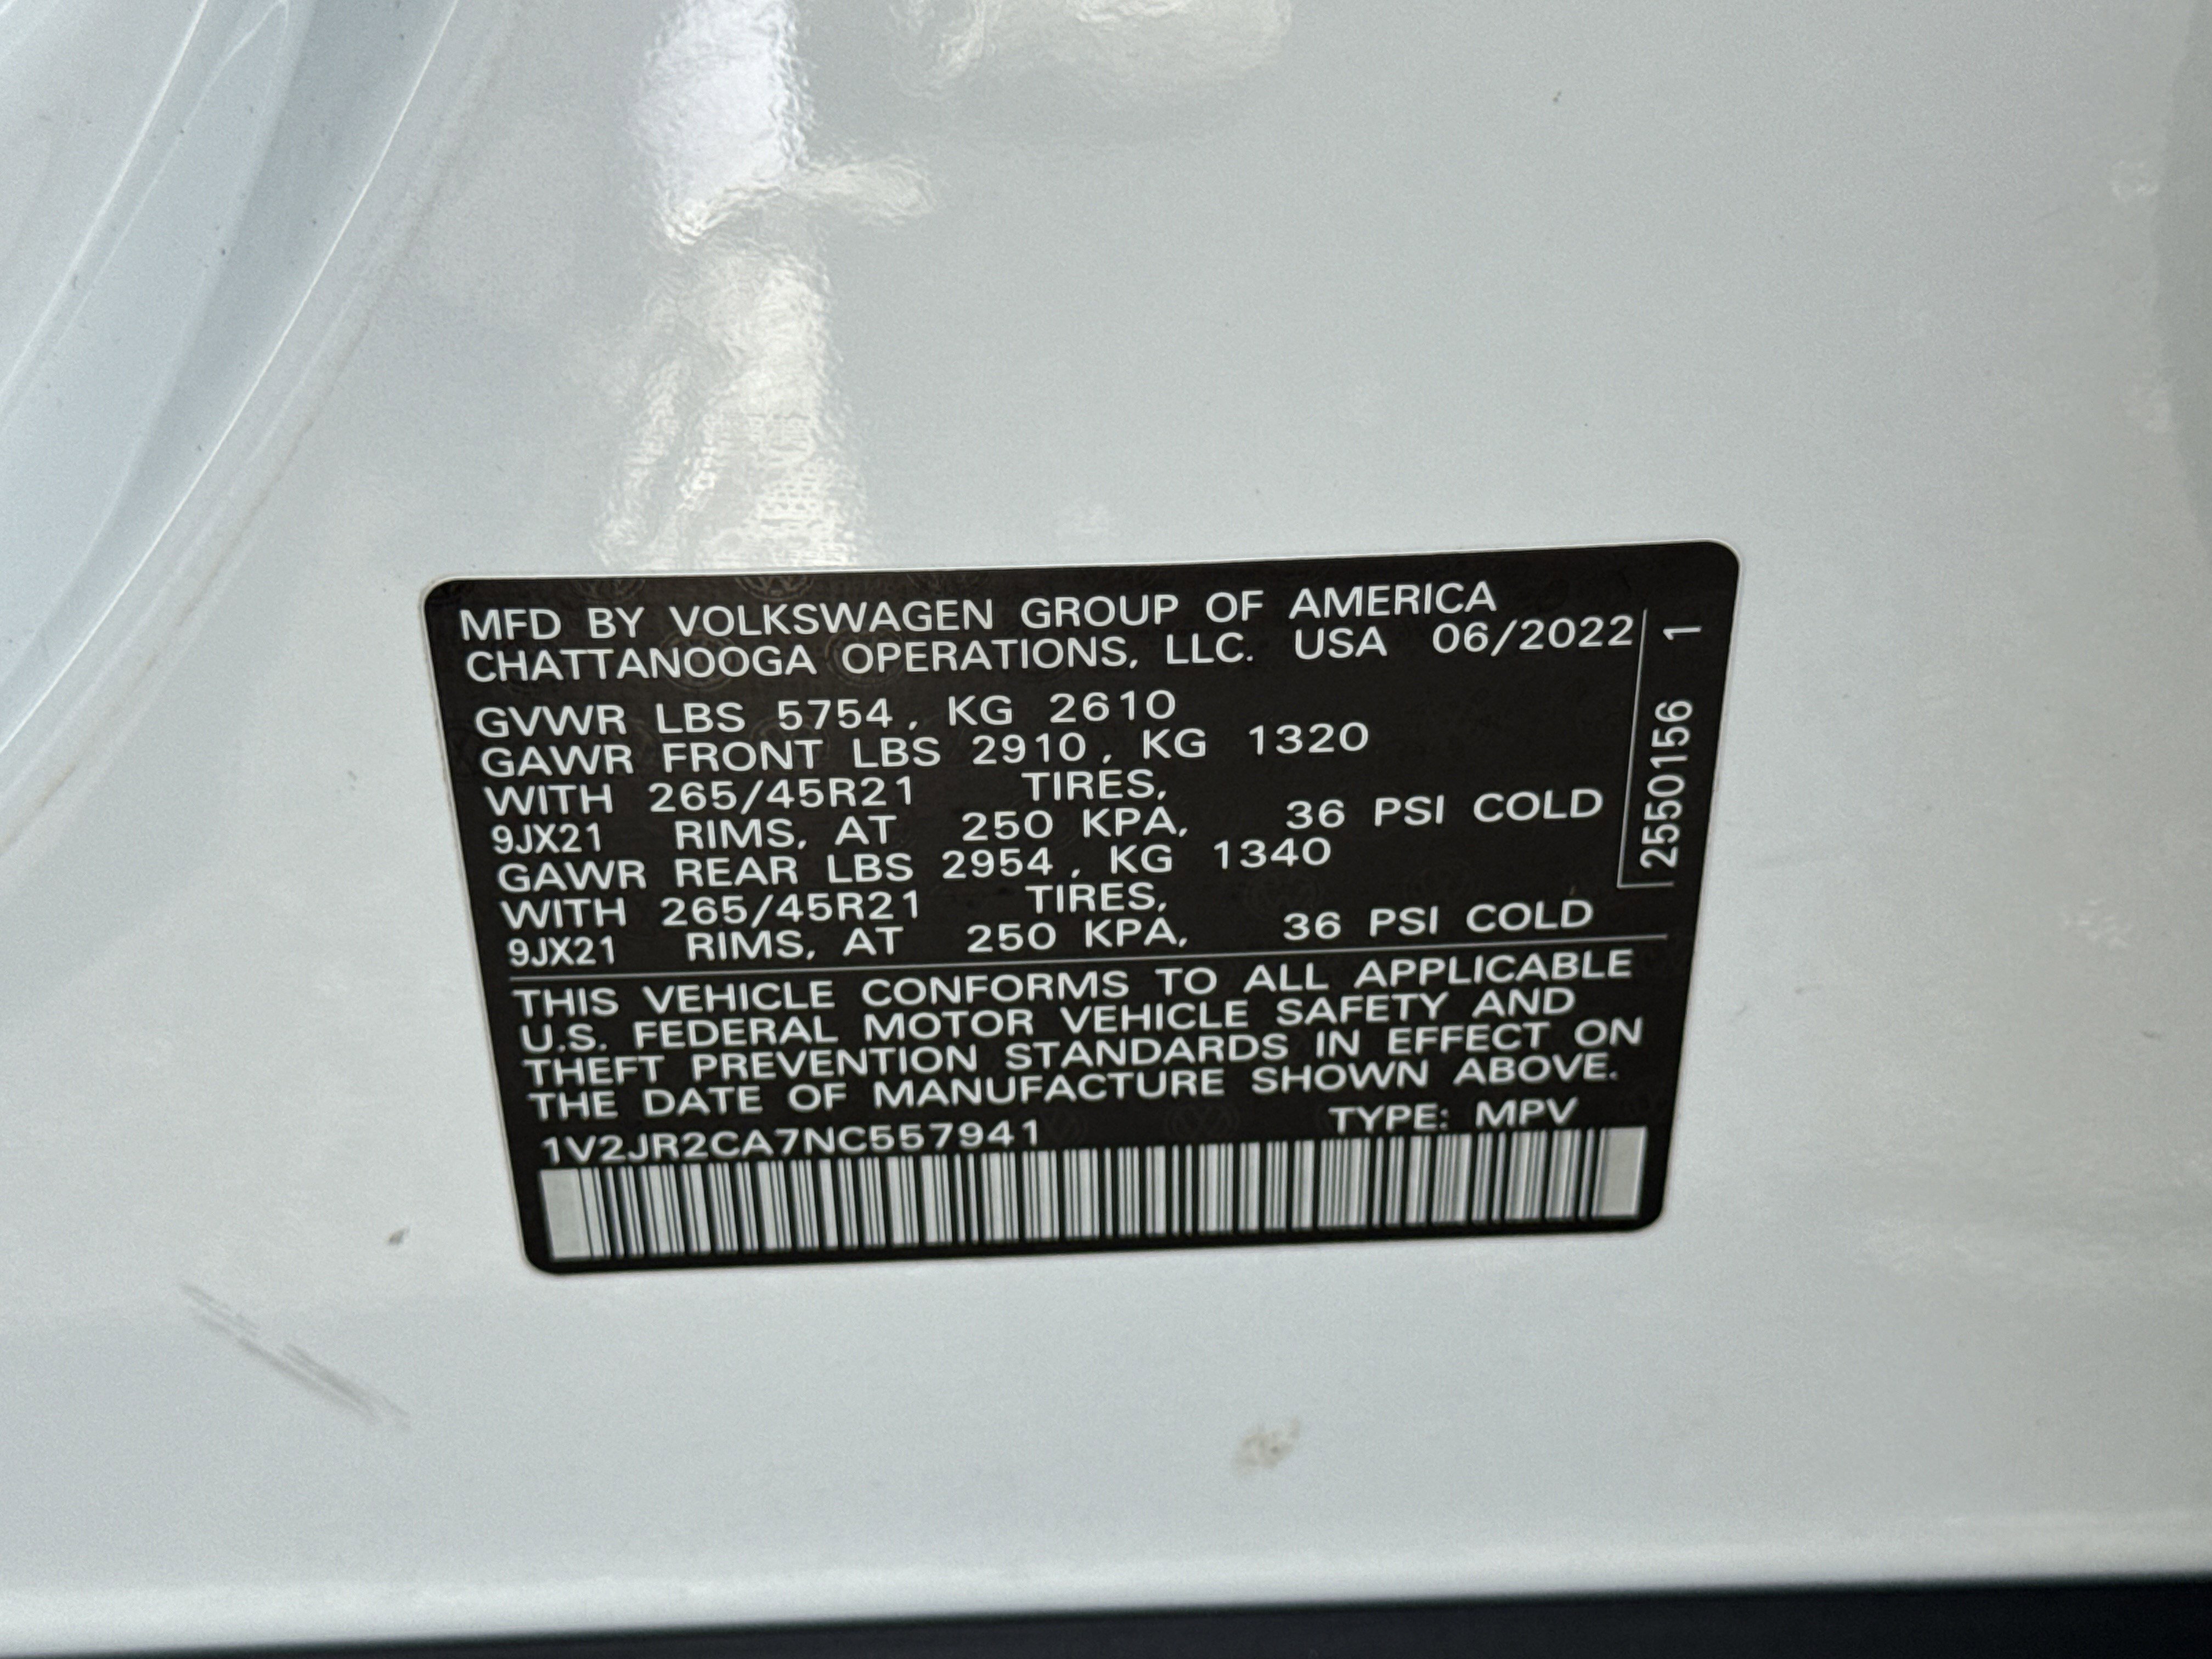 MFD BY VOLKSWAGEN GROUP OF AMERICA
CHATTANOOGA OPERATIONS, LLC. USA 06/2022
GVWR LBS 5754, KG 2610
GAWR FRONT LBS 2910, KG 1320
WITH 265/45R21 TIRES,
9JX21 RIMS, AT 250 KPA, 36 PSI COLD
GAWR REAR LBS 2954, KG 1340
WITH 265/45R21 TIRES,
9JX21 RIMS, AT 250 KPA, 36 PSI COLD
THIS VEHICLE CONFORMS TO ALL APPLICABLE
U.S. FEDERAL MOTOR VEHICLE SAFETY AND
THEFT PREVENTION STANDARDS IN EFFECT ON
THE DATE OF MANUFACTURE SHOWN ABOVE.
1V2JR2CA7NC557941 TYPE: MPV
2550156 1